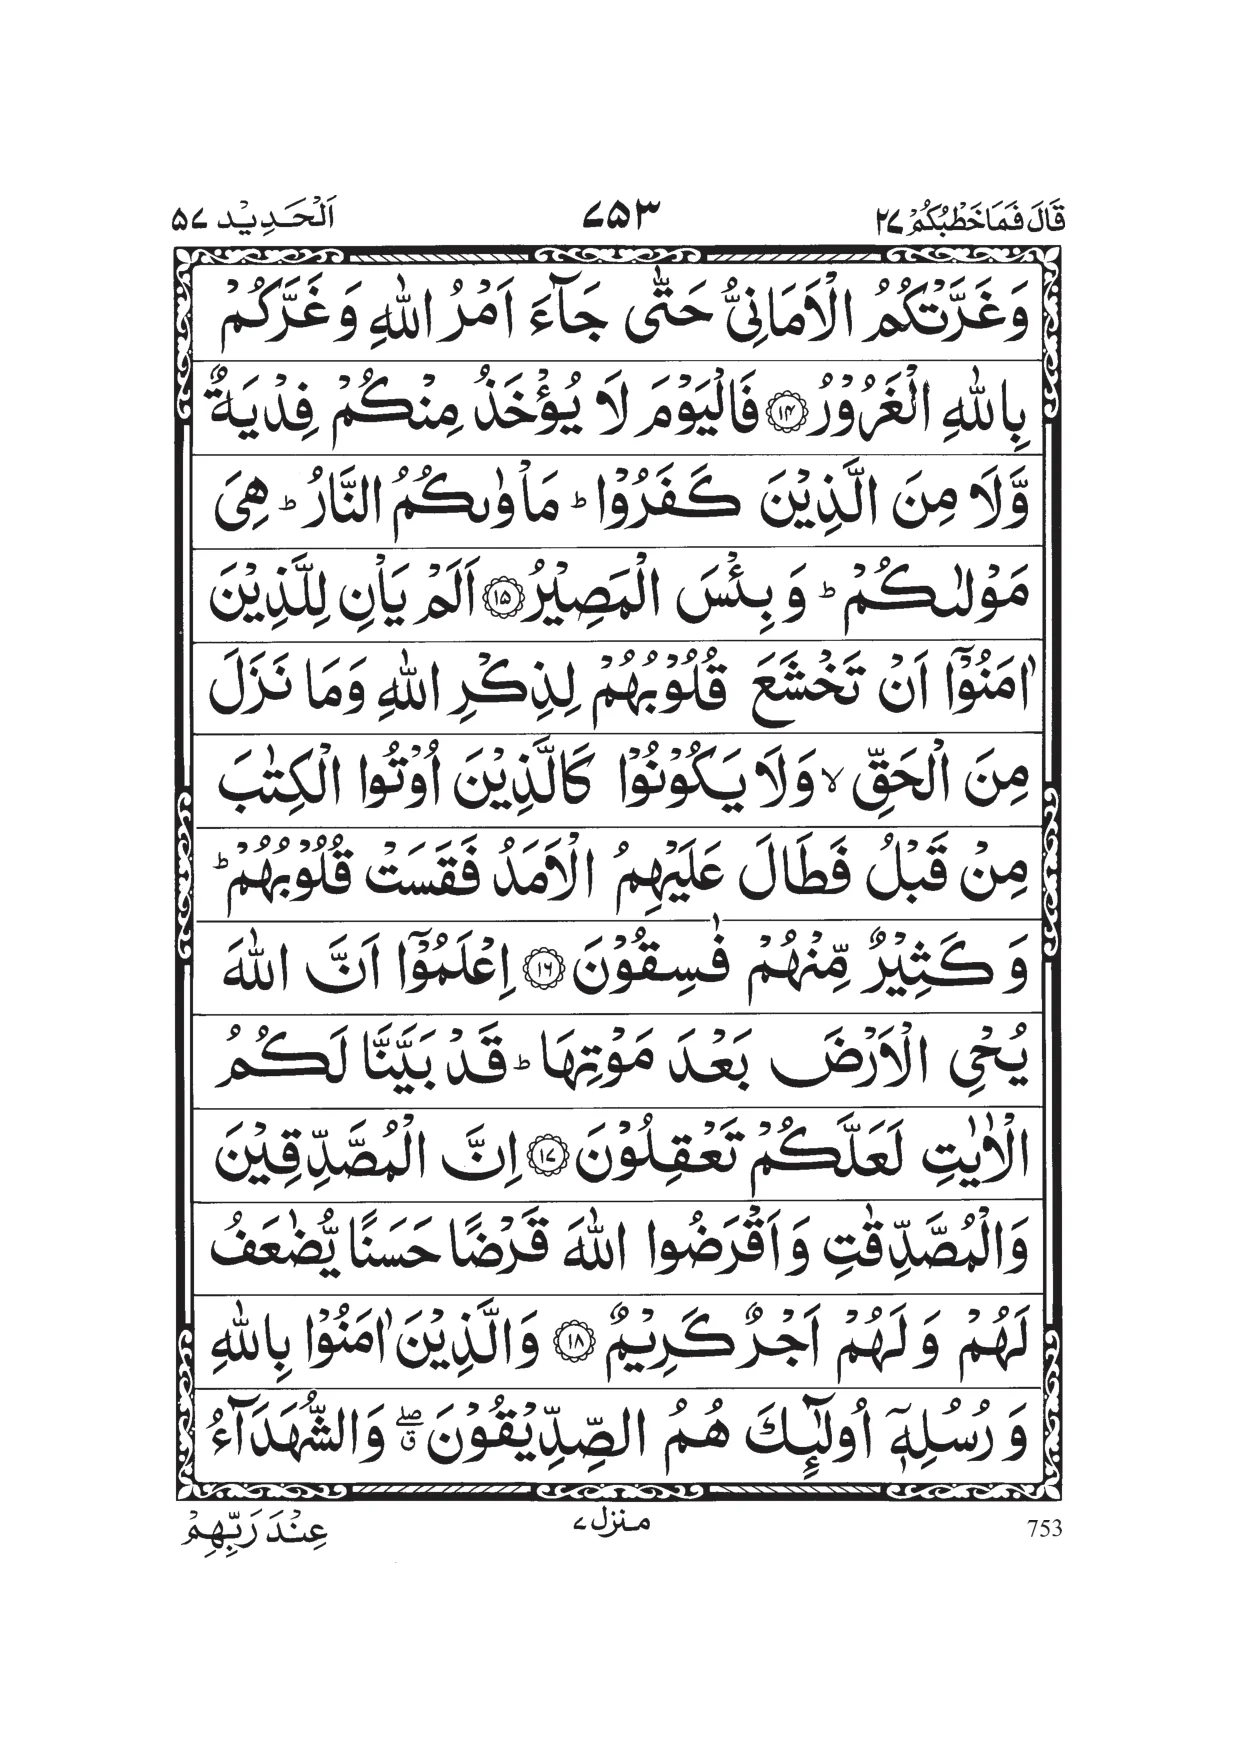 قَالَ فَمَا خَطْبُكُمْ ٢٧ ٧٥٣ اَلْحَدِيْد ٥٧
وَغَرَّتْكُمُ الْاَمَانِىُّ حَتّٰى جَآءَ اَمْرُ اللّٰهِ وَغَرَّكُمْ
بِاللّٰهِ الْغَرُوْرُ ﴿١٤﴾ فَالْيَوْمَ لَا يُؤْخَذُ مِنْكُمْ فِدْيَةٌ
وَّلَا مِنَ الَّذِيْنَ كَفَرُوْا ؕ مَاْوٰىكُمُ النَّارُ ؕ هِىَ
مَوْلٰىكُمْ ؕ وَبِئْسَ الْمَصِيْرُ ﴿١٥﴾ اَلَمْ يَاْنِ لِلَّذِيْنَ
اٰمَنُوْۤا اَنْ تَخْشَعَ قُلُوْبُهُمْ لِذِكْرِ اللّٰهِ وَمَا نَزَلَ
مِنَ الْحَقِّ ۙ وَلَا يَكُوْنُوْا كَالَّذِيْنَ اُوْتُوا الْكِتٰبَ
مِنْ قَبْلُ فَطَالَ عَلَيْهِمُ الْاَمَدُ فَقَسَتْ قُلُوْبُهُمْ ؕ
وَكَثِيْرٌ مِّنْهُمْ فٰسِقُوْنَ ﴿١٦﴾ اِعْلَمُوْۤا اَنَّ اللّٰهَ
يُحْىِ الْاَرْضَ بَعْدَ مَوْتِهَا ؕ قَدْ بَيَّنَّا لَكُمُ
الْاٰيٰتِ لَعَلَّكُمْ تَعْقِلُوْنَ ﴿١٧﴾ اِنَّ الْمُصَّدِّقِيْنَ
وَالْمُصَّدِّقٰتِ وَاَقْرَضُوا اللّٰهَ قَرْضًا حَسَنًا يُّضٰعَفُ
لَهُمْ وَلَهُمْ اَجْرٌ كَرِيْمٌ ﴿١٨﴾ وَالَّذِيْنَ اٰمَنُوْا بِاللّٰهِ
وَرُسُلِهٖۤ اُولٰٓئِكَ هُمُ الصِّدِّيْقُوْنَ ۖۗ وَالشُّهَدَآءُ
753 منزل ٧ عِنْدَ رَبِّهِمْ